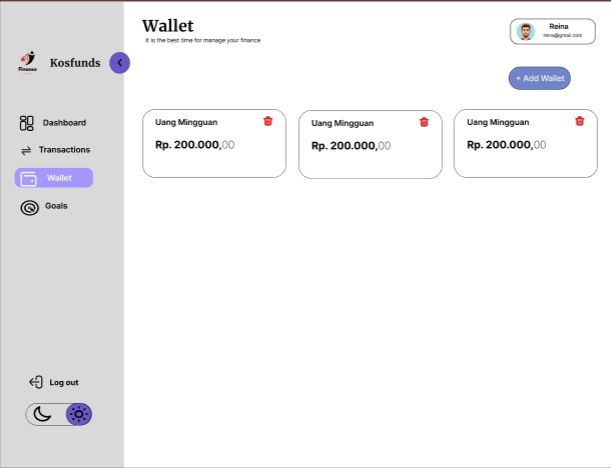 Wallet
It is the best time for manage your finance
Reina
reina@gmail.com
Finance
Kosfunds
+ Add Wallet
Uang Mingguan
Rp. 200.000,00
Uang Mingguan
Rp. 200.000,00
Uang Mingguan
Rp. 200.000,00
Dashboard
Transactions
Wallet
Goals
Log out